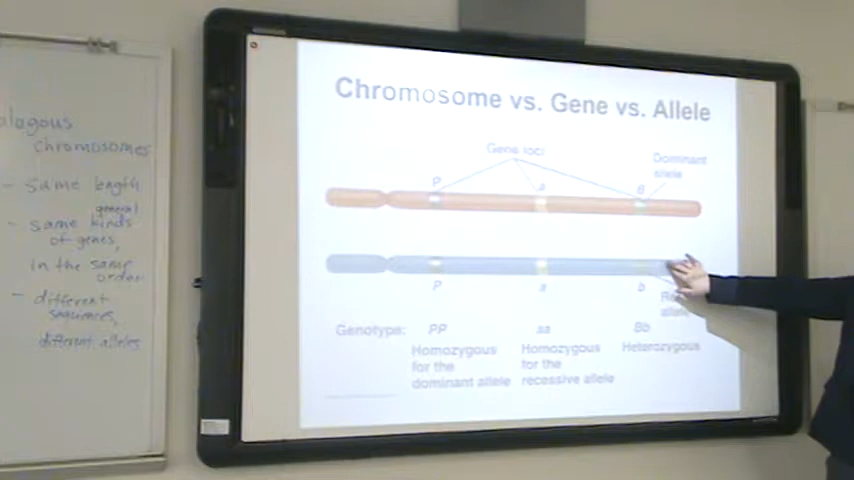 Chromosomes
- Same length
general
- same kinds
of genes,
in the same
order
- different
sequences,
different alleles
Chromosome vs. Gene vs. Allele
Gene loci
Dominant
allele
P a B
P a b
allele
Genotype: PP aa Bb
Homozygous
for the
dominant allele
Homozygous
for the
recessive allele
Heterozygous